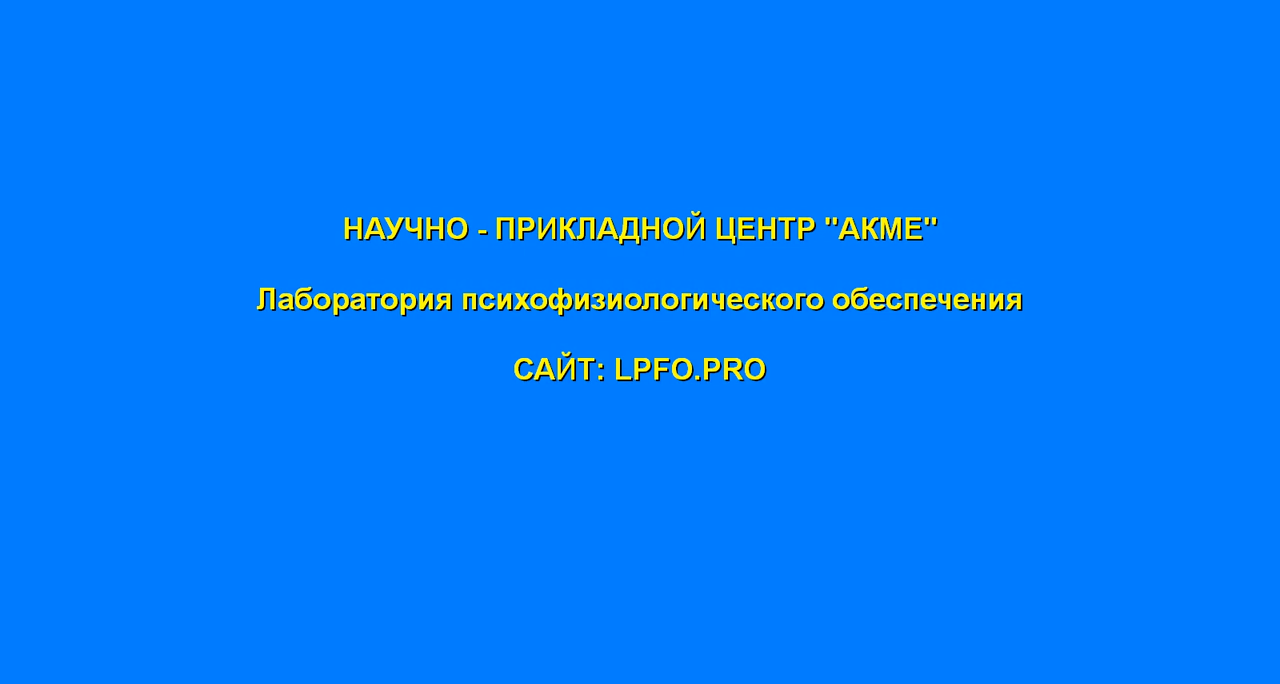 НАУЧНО - ПРИКЛАДНОЙ ЦЕНТР "АКМЕ"
Лаборатория психофизиологического обеспечения
САЙТ: LPFO.PRO